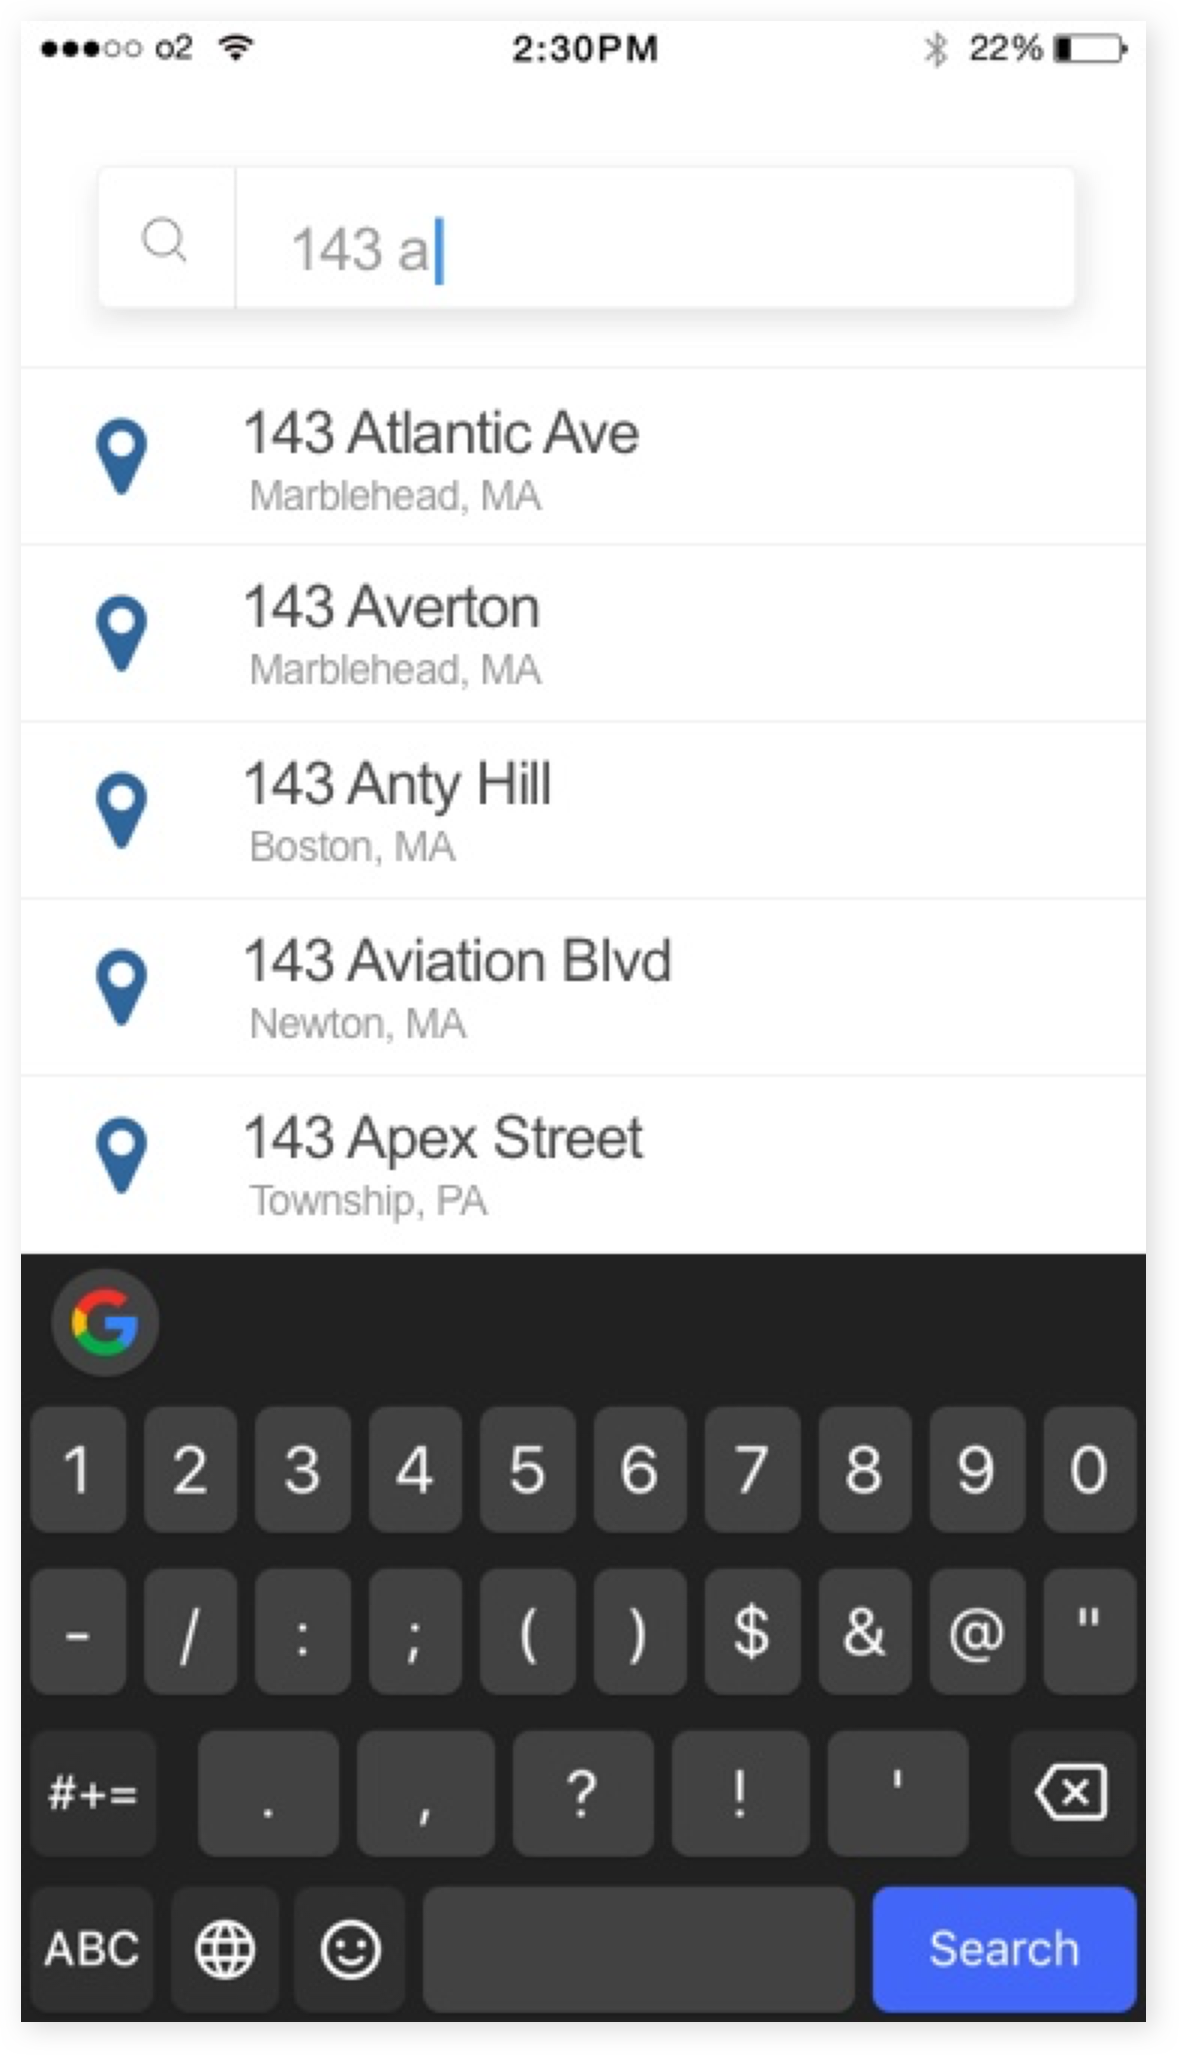 o2 2:30PM 22%
143 a
143 Atlantic Ave
Marblehead, MA
143 Averton
Marblehead, MA
143 Anty Hill
Boston, MA
143 Aviation Blvd
Newton, MA
143 Apex Street
Township, PA
G
1 2 3 4 5 6 7 8 9 0
- / : ; ( ) $ & @ "
#+= . , ? ! '
ABC Search